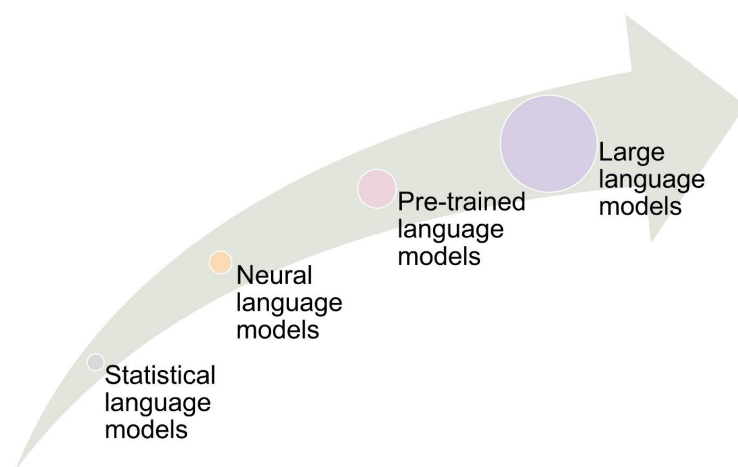 Large
language
models
Pre-trained
language
models
Neural
language
models
Statistical
language
models